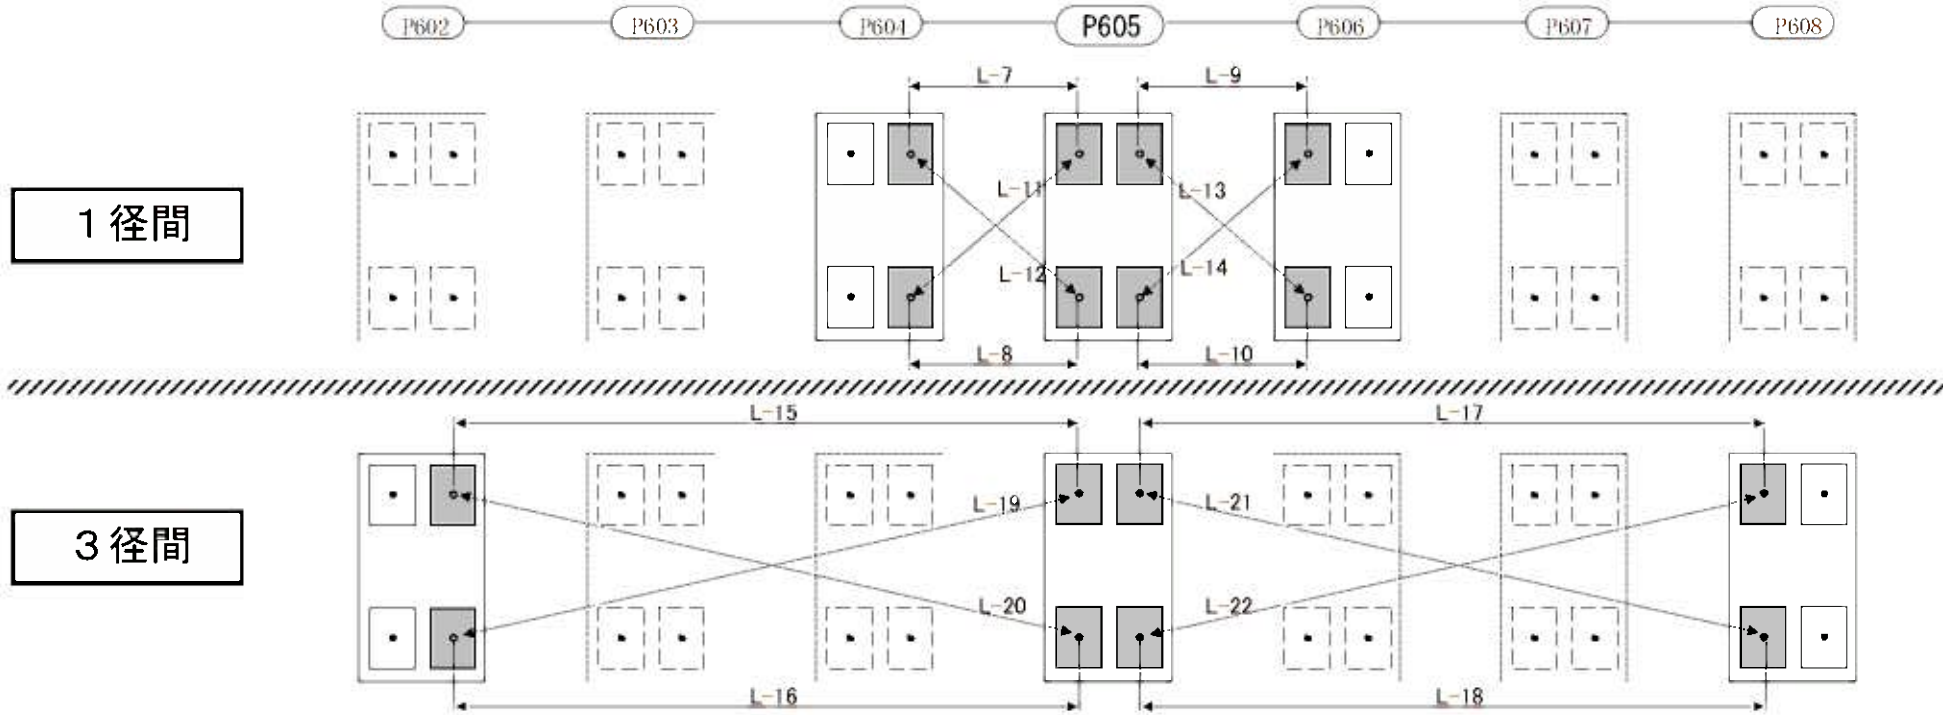 P602 P603 P604 P605 P606 P607 P608
L-7 L-9
L-11 L-13
1径間
L-12 L-14
L-8 L-10
L-15 L-17
L-19 L-21
3径間
L-20 L-22
L-16 L-18